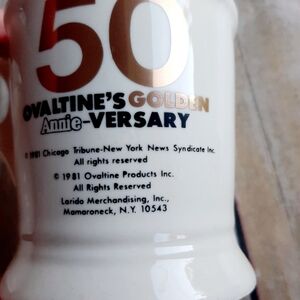 50
OVALTINE'S GOLDEN
Annie-VERSARY
© 1981 Chicago Tribune-New York News Syndicate Inc.
All rights reserved
© 1981 Ovaltine Products Inc.
All Rights Reserved
Lorido Merchandising, Inc.,
Mamaroneck, N.Y. 10543